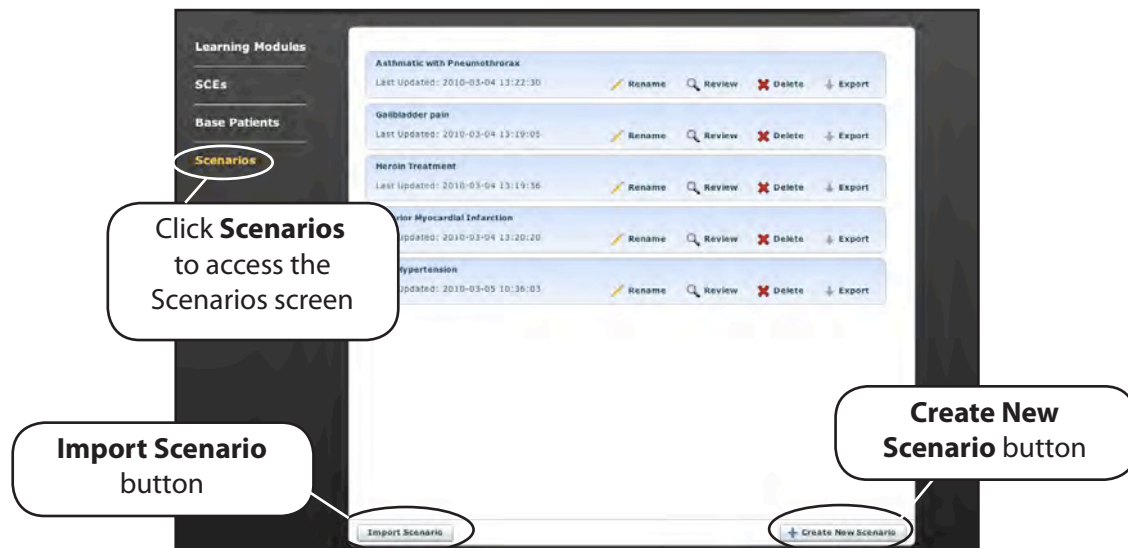 Learning Modules
SCEs
Base Patients
Scenarios
Asthmatic with Pneumothrorax
Last Updated: 2010-03-04 13:22:30 Rename Review Delete Export
Gallbladder pain
Last Updated: 2010-03-04 13:19:05 Rename Review Delete Export
Heroin Treatment
Last Updated: 2010-03-04 13:19:36 Rename Review Delete Export
rior Myocardial Infarction
pdated: 2010-03-04 13:20:20 Rename Review Delete Export
ypertension
pdated: 2010-03-05 10:36:03 Rename Review Delete Export
Click Scenarios
to access the
Scenarios screen
Import Scenario
button
Create New
Scenario button
Import Scenario
Create New Scenario